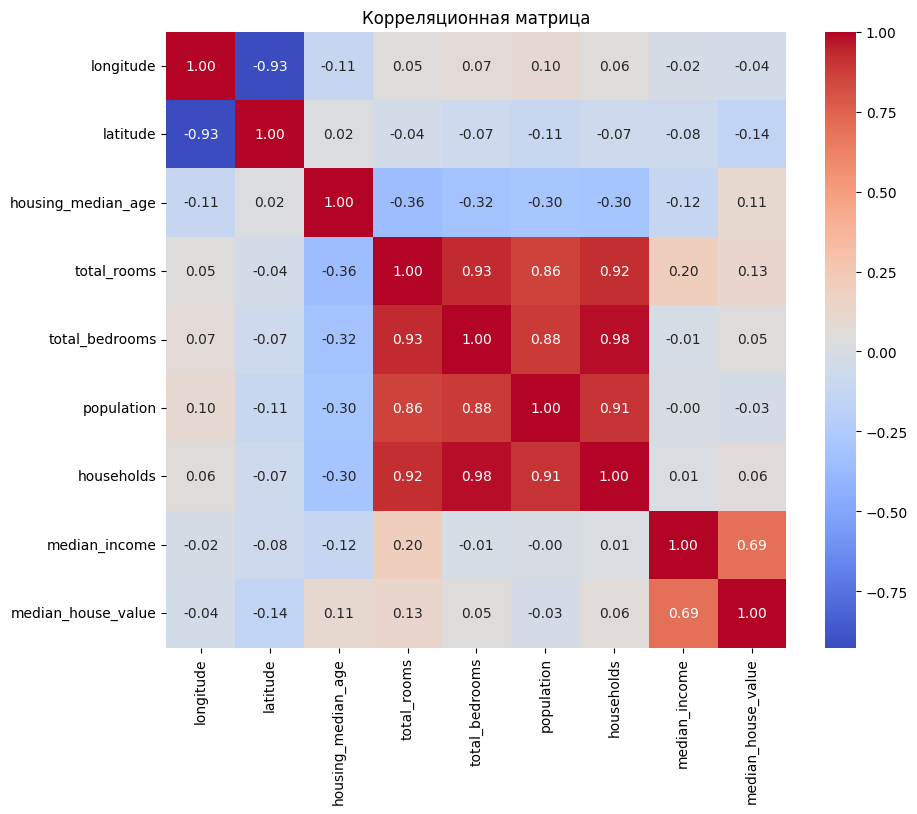 Корреляционная матрица
longitude 1.00 -0.93 -0.11 0.05 0.07 0.10 0.06 -0.02 -0.04
latitude -0.93 1.00 0.02 -0.04 -0.07 -0.11 -0.07 -0.08 -0.14
housing_median_age -0.11 0.02 1.00 -0.36 -0.32 -0.30 -0.30 -0.12 0.11
total_rooms 0.05 -0.04 -0.36 1.00 0.93 0.86 0.92 0.20 0.13
total_bedrooms 0.07 -0.07 -0.32 0.93 1.00 0.88 0.98 -0.01 0.05
population 0.10 -0.11 -0.30 0.86 0.88 1.00 0.91 -0.00 -0.03
households 0.06 -0.07 -0.30 0.92 0.98 0.91 1.00 0.01 0.06
median_income -0.02 -0.08 -0.12 0.20 -0.01 -0.00 0.01 1.00 0.69
median_house_value -0.04 -0.14 0.11 0.13 0.05 -0.03 0.06 0.69 1.00
longitude
latitude
housing_median_age
total_rooms
total_bedrooms
population
households
median_income
median_house_value
1.00
0.75
0.50
0.25
0.00
−0.25
−0.50
−0.75